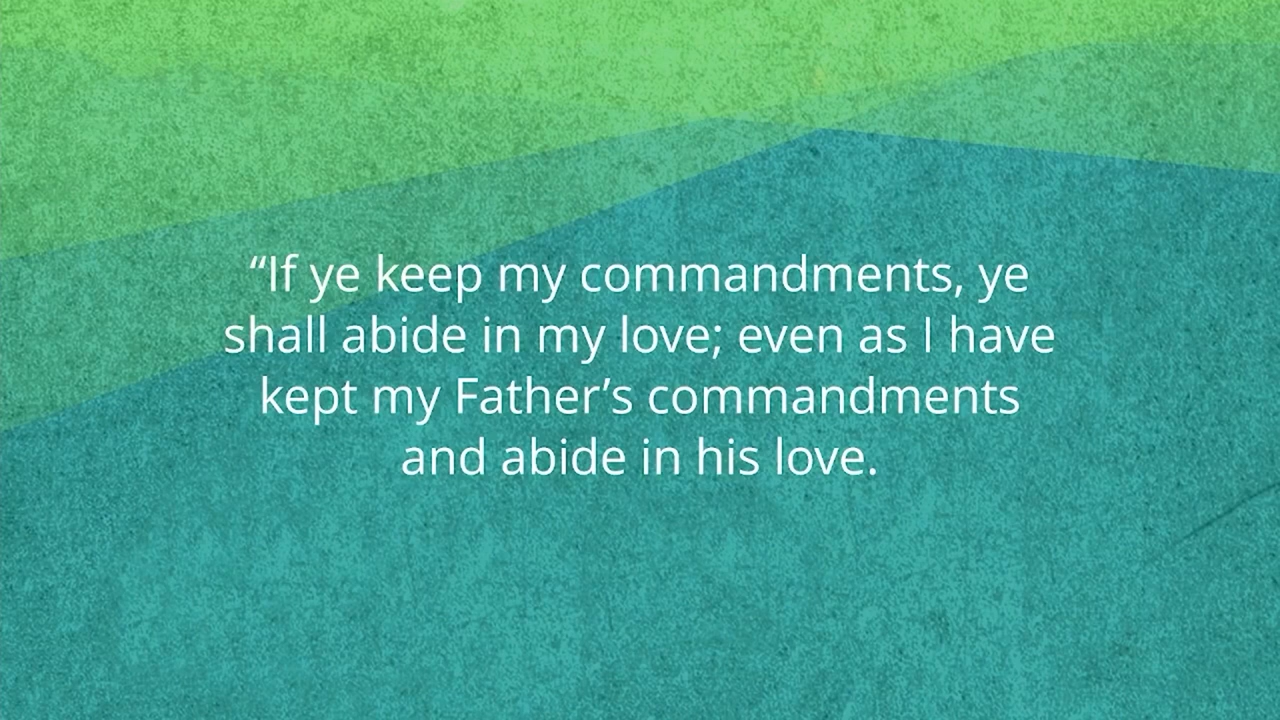 “If ye keep my commandments, ye
shall abide in my love; even as I have
kept my Father’s commandments
and abide in his love.